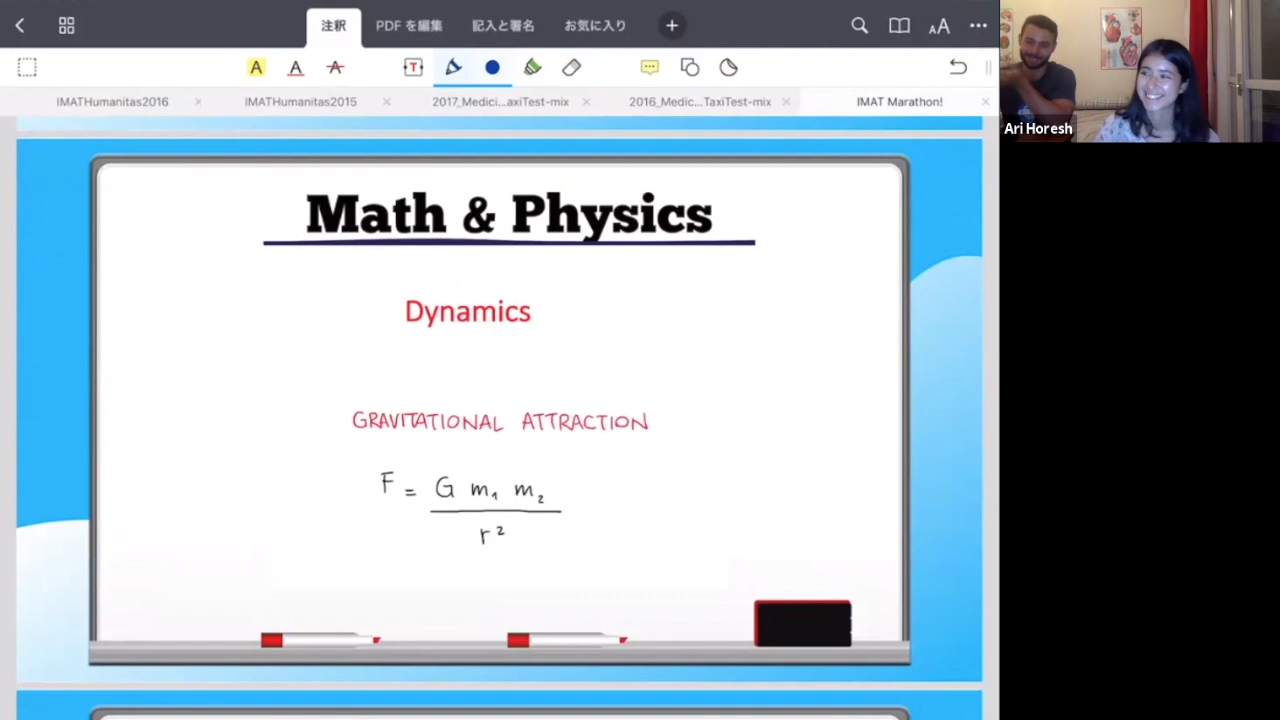 注釈 PDF を編集 記入と署名 お気に入り +
AA
A A A T
IMATHumanitas2016 × IMATHumanitas2015 × 2017_Medici...axiTest-mix × 2016_Medic...TaxiTest-mix × IMAT Marathon! ×
Ari Horesh
Math & Physics
Dynamics
GRAVITATIONAL ATTRACTION
F = G m₁ m₂
r²